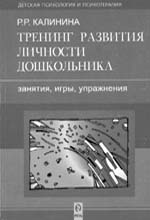 ДЕТСКАЯ ПСИХОЛОГИЯ И ПСИХОТЕРАПИЯ
Р.Р. КАЛИНИНА
ТРЕНИНГ РАЗВИТИЯ
ЛИЧНОСТИ
ДОШКОЛЬНИКА
занятия, игры, упражнения